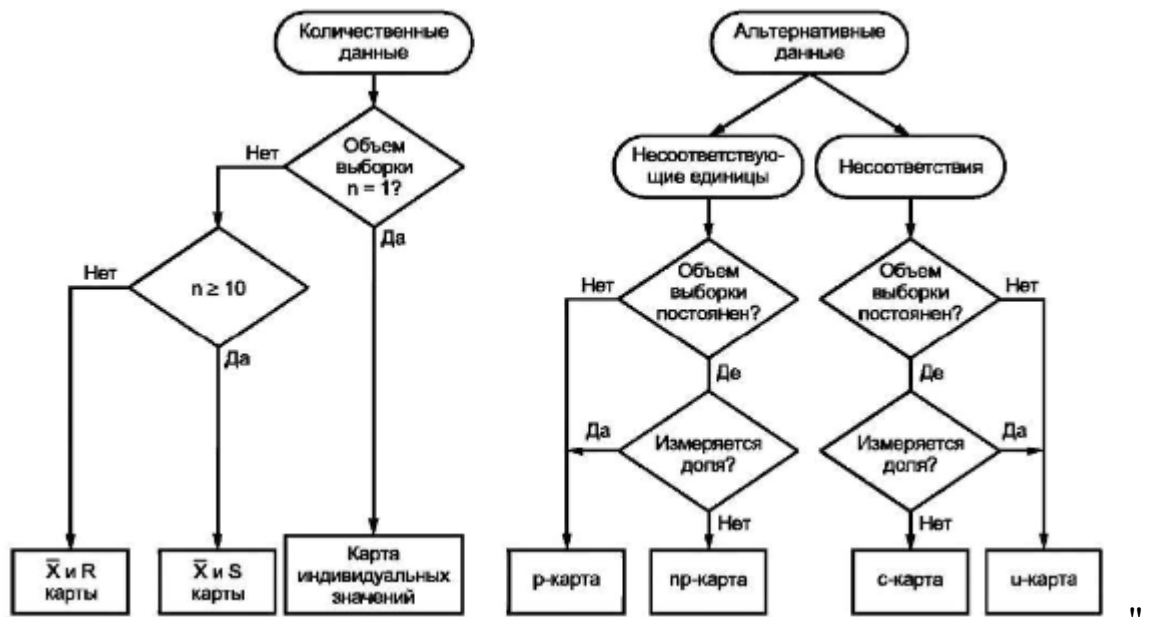 Количественные
данные
Объем
выборки
n = 1?
Нет
Да
n ≥ 10
Нет
Да
X̅ и R
карты
X̅ и S
карты
Карта
индивидуальных
значений
Альтернативные
данные
Несоответствую-
щие единицы
Несоответствия
Объем
выборки
постоянен?
Нет
Де
Измеряется
доля?
Да
Нет
р-карта
пр-карта
Объем
выборки
постоянен?
Нет
Де
Измеряется
доля?
Да
Нет
с-карта
u-карта
"